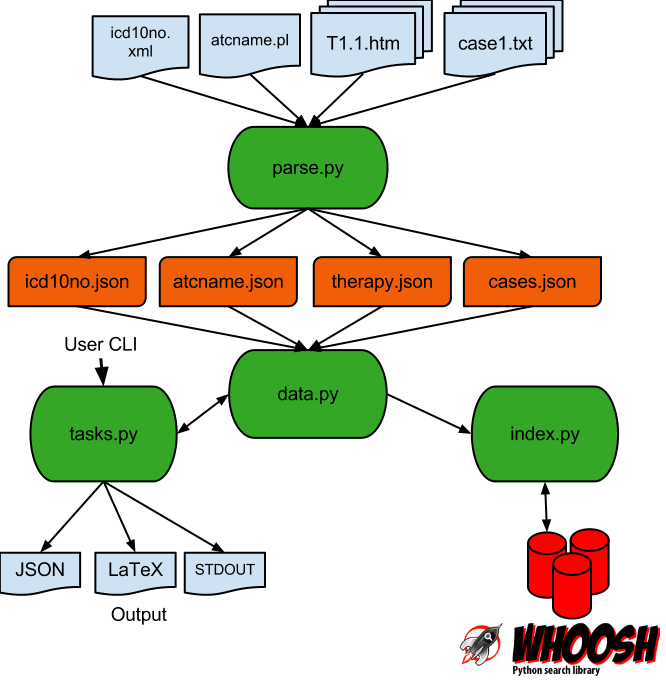 icd10no.
xml
atcname.pl
T1.1.htm
case1.txt
parse.py
icd10no.json
atcname.json
therapy.json
cases.json
User CLI
data.py
tasks.py
index.py
JSON
LaTeX
STDOUT
Output
WHOOSH
Python search library